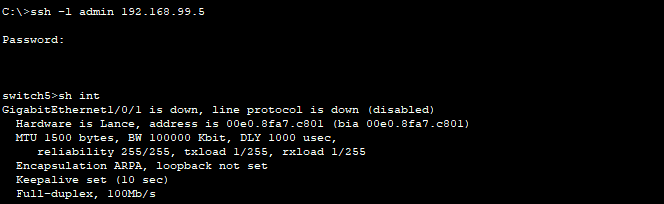 C:\>ssh -l admin 192.168.99.5
Password:
switch5>sh int
GigabitEthernet1/0/1 is down, line protocol is down (disabled)
Hardware is Lance, address is 00e0.8fa7.c801 (bia 00e0.8fa7.c801)
MTU 1500 bytes, BW 100000 Kbit, DLY 1000 usec,
reliability 255/255, txload 1/255, rxload 1/255
Encapsulation ARPA, loopback not set
Keepalive set (10 sec)
Full-duplex, 100Mb/s